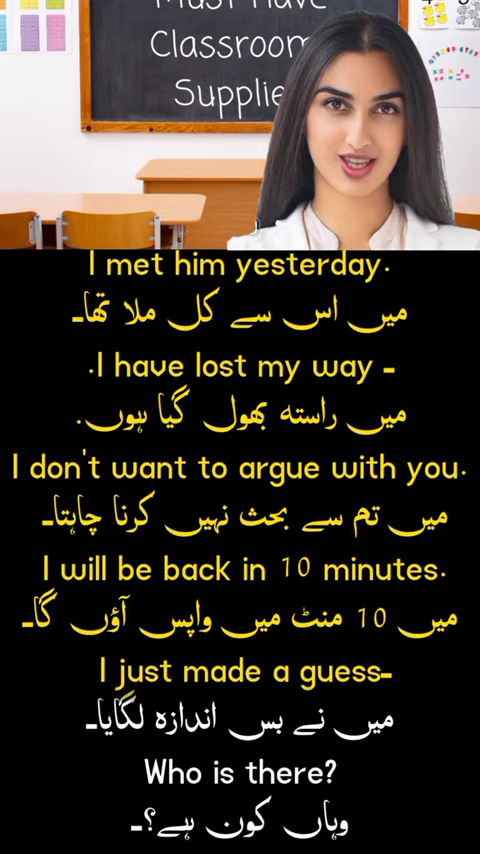 Must Have
Classroom
Supplie
I met him yesterday.
میں اس سے کل ملا تھا۔
.I have lost my way -
میں راستہ بھول گیا ہوں.
I don't want to argue with you.
میں تم سے بحث نہیں کرنا چاہتا۔
I will be back in 10 minutes.
میں 10 منٹ میں واپس آؤں گا۔
I just made a guess-
میں نے بس اندازہ لگایا۔
Who is there?
وہاں کون ہے؟۔